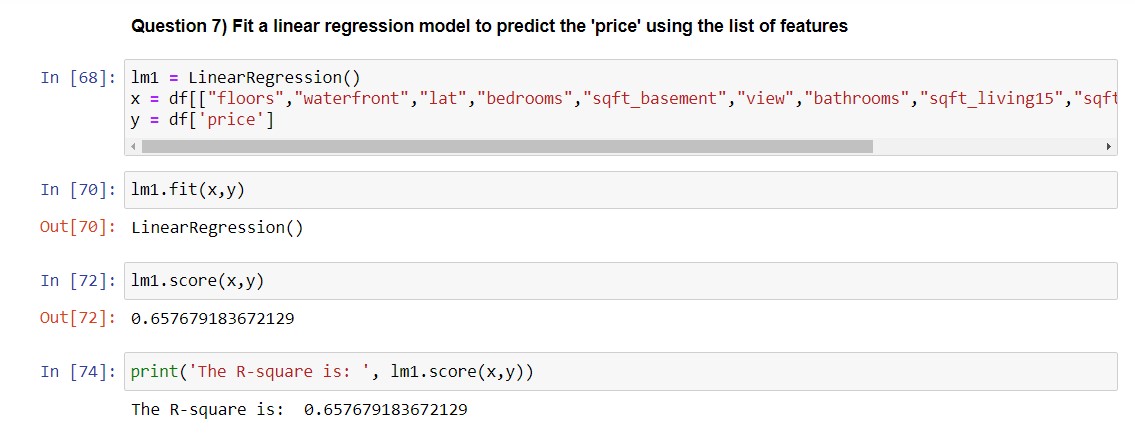 Question 7) Fit a linear regression model to predict the 'price' using the list of features
In [68]: lm1 = LinearRegression()
x = df[["floors","waterfront","lat","bedrooms","sqft_basement","view","bathrooms","sqft_living15","sqft
y = df['price']
In [70]: lm1.fit(x,y)
Out[70]: LinearRegression()
In [72]: lm1.score(x,y)
Out[72]: 0.657679183672129
In [74]: print('The R-square is: ', lm1.score(x,y))
The R-square is:  0.657679183672129